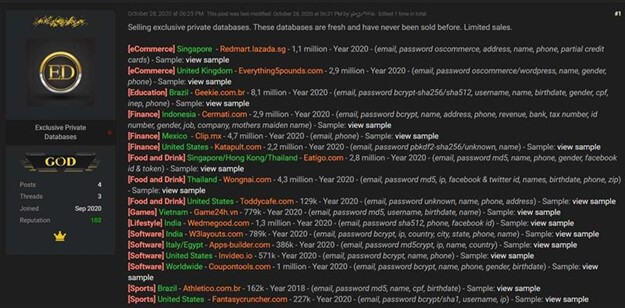 October 28, 2020 at 06:25 PM This post was last modified: October 28, 2020 at 06:31 PM by Edited 1 time in total.
#1
Selling exclusive private databases. These databases are fresh and have never been sold before. Limited sales.
[eCommerce] Singapore - Redmart.lazada.sg - 1,1 million - Year 2020 - (email, password oscommerce, address, name, phone, partial credit
cards) - Sample: view sample
[eCommerce] United Kingdom - Everything5pounds.com - 2,9 million - Year 2020 - (email, password oscommerce/wordpress, name, gender,
phone) - Sample: view sample
[Education] Brazil - Geekie.com.br - 8,1 million - Year 2020 - (email, password bcrypt-sha256/sha512, username, name, birthdate, gender, cpf,
inep, phone) - Sample: view sample
[Finance] Indonesia - Cermati.com - 2,9 million - Year 2020 - (email, password bcrypt, name, address, phone, revenue, bank, tax number, id
number, gender, job, company, mothers maiden name) - Sample: view sample
[Finance] Mexico - Clip.mx - 4,7 million - Year 2020 - (email, phone) - Sample: view sample
[Finance] United States - Katapult.com - 2,2 million - Year 2020 - (email, password pbkdf2-sha256/unknown, name) - Sample: view sample
[Food and Drink] Singapore/Hong Kong/Thailand - Eatigo.com - 2,8 million - Year 2020 - (email, password md5, name, phone, gender, facebook
id & token) - Sample: view sample
[Food and Drink] Thailand - Wongnai.com - 4,3 million - Year 2020 - (email, password md5, ip, facebook & twitter id, names, birthdate, phone, zip)
- Sample: view sample
[Food and Drink] United States - Toddycafe.com - 129k - Year 2020 - (email, password unknown, name, phone, address) - Sample: view sample
[Games] Vietnam - Game24h.vn - 779k - Year 2020 - (email, password md5, username, birthdate, name) - Sample: view sample
[Lifestyle] India - Wedmegood.com - 1,3 million - Year 2020 - (email, password sha512, phone, facebook id) - Sample: view sample
[Software] India - W3layouts.com - 789k - Year 2020 - (email, password bcrypt, ip, country, city, state, phone, name) - Sample: view sample
[Software] Italy/Egypt - Apps-builder.com - 386k - Year 2020 - (email, password md5crypt, ip, name, country) - Sample: view sample
[Software] United States - Invideo.io - 571k - Year 2020 - (email, password bcrypt, name, phone) - Sample: view sample
[Software] Worldwide - Coupontools.com - 1 million - Year 2020 - (email, password bcrypt, name, phone, gender, birthdate) - Sample: view
sample
[Sports] Brazil - Athletico.com.br - 162k - Year 2018 - (email, password md5, name, cpf, birthdate) - Sample: view sample
[Sports] United States - Fantasycruncher.com - 227k - Year 2020 - (email, password bcrypt/sha1, username, ip) - Sample: view sample
ED
Exclusive Private
Databases
GOD
Posts 4
Threads 3
Joined Sep 2020
Reputation 102